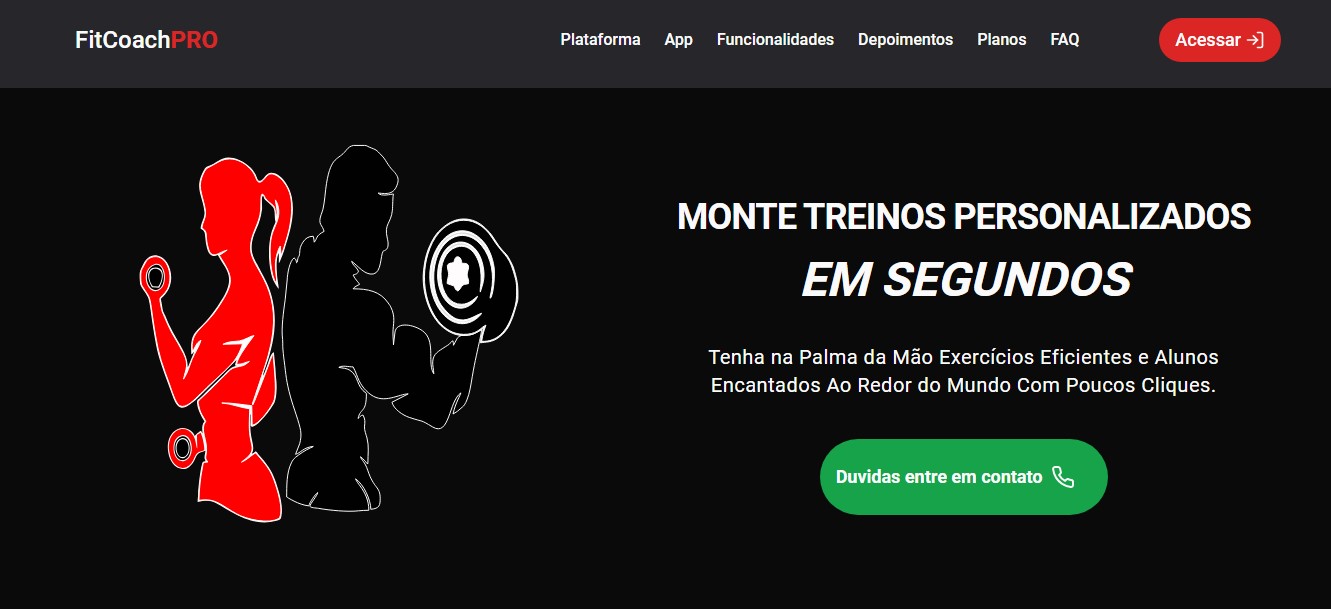 FitCoachPRO
Plataforma App Funcionalidades Depoimentos Planos FAQ
Acessar
MONTE TREINOS PERSONALIZADOS
EM SEGUNDOS
Tenha na Palma da Mão Exercícios Eficientes e Alunos
Encantados Ao Redor do Mundo Com Poucos Cliques.
Duvidas entre em contato